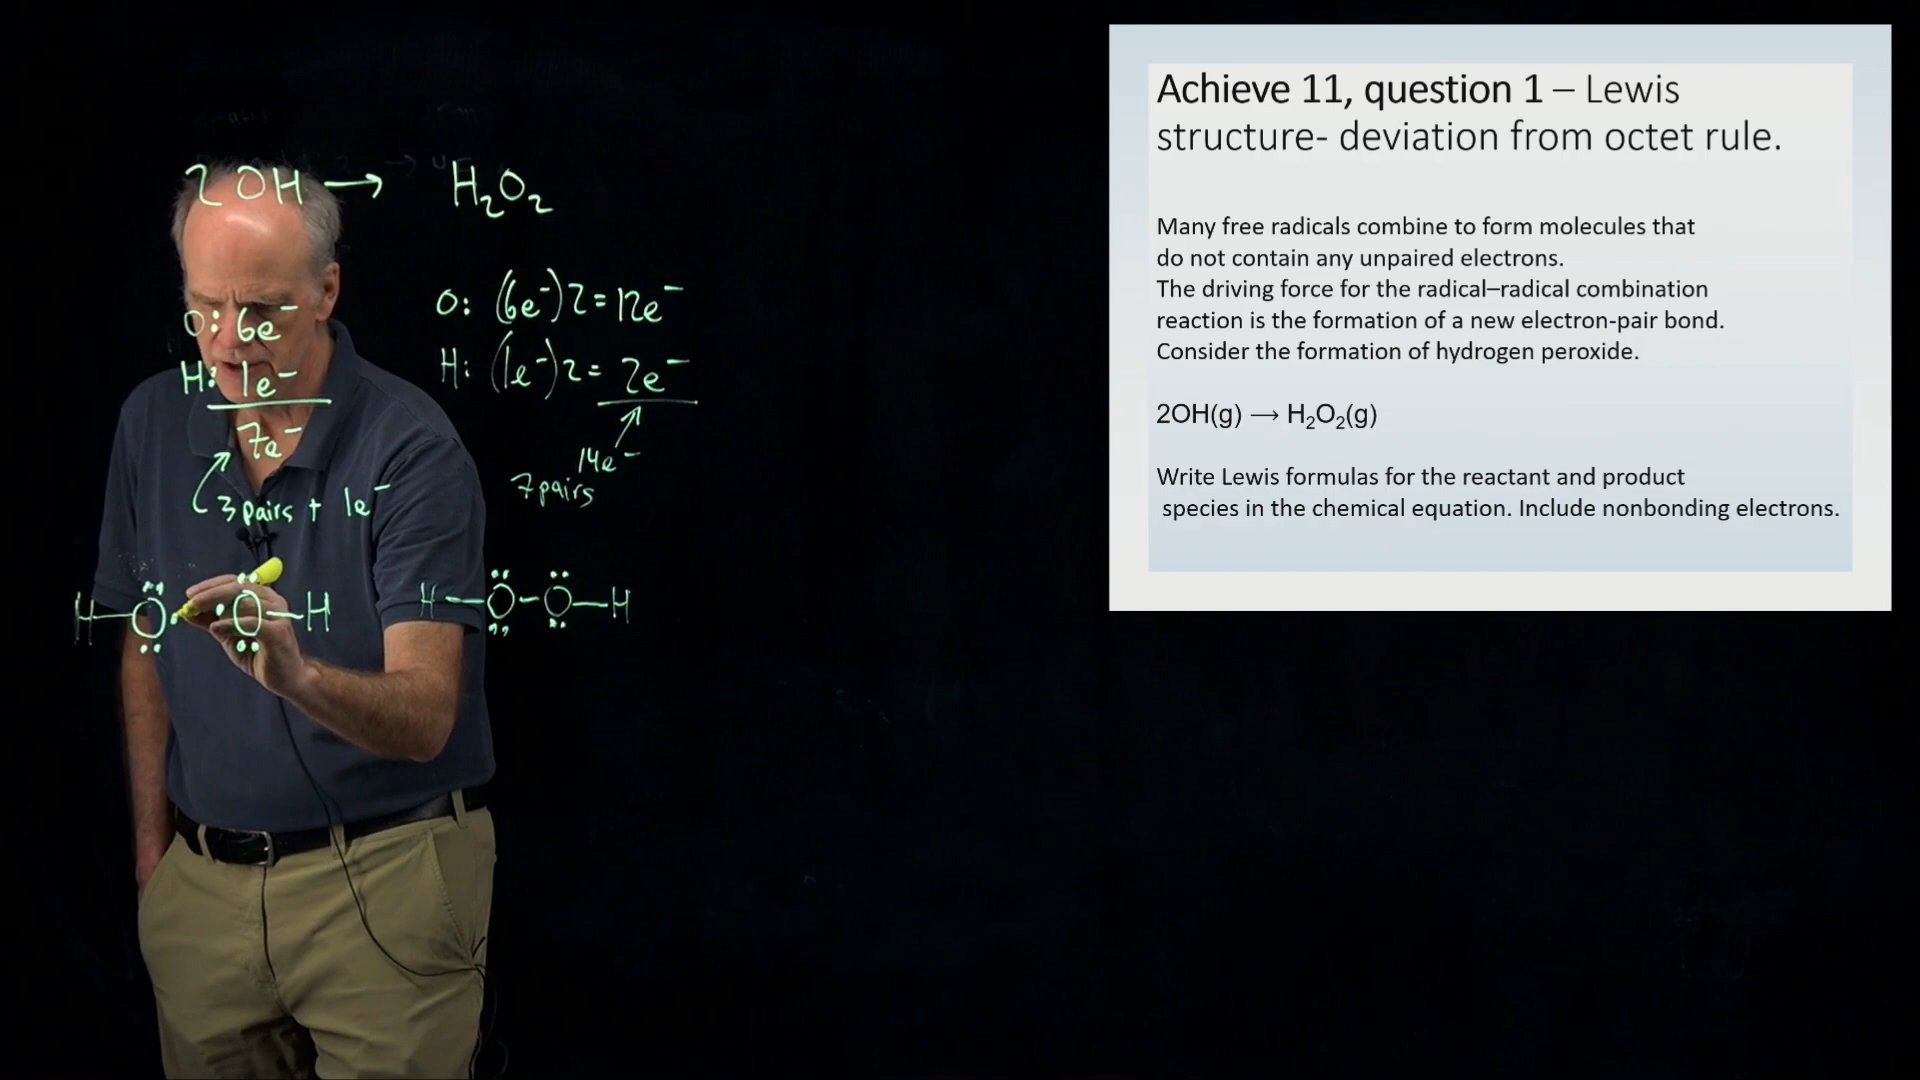 2 OH → H₂O₂
O: 6e⁻
H: 1e⁻
7e⁻
3 pairs + 1e⁻
O: (6e⁻)2 = 12e⁻
H: (1e⁻)2 = 2e⁻
14e⁻
7 pairs
H—O· ·O—H
H—O—O—H
Achieve 11, question 1 – Lewis
structure- deviation from octet rule.
Many free radicals combine to form molecules that
do not contain any unpaired electrons.
The driving force for the radical–radical combination
reaction is the formation of a new electron-pair bond.
Consider the formation of hydrogen peroxide.
2OH(g) ⟶ H₂O₂(g)
Write Lewis formulas for the reactant and product
species in the chemical equation. Include nonbonding electrons.